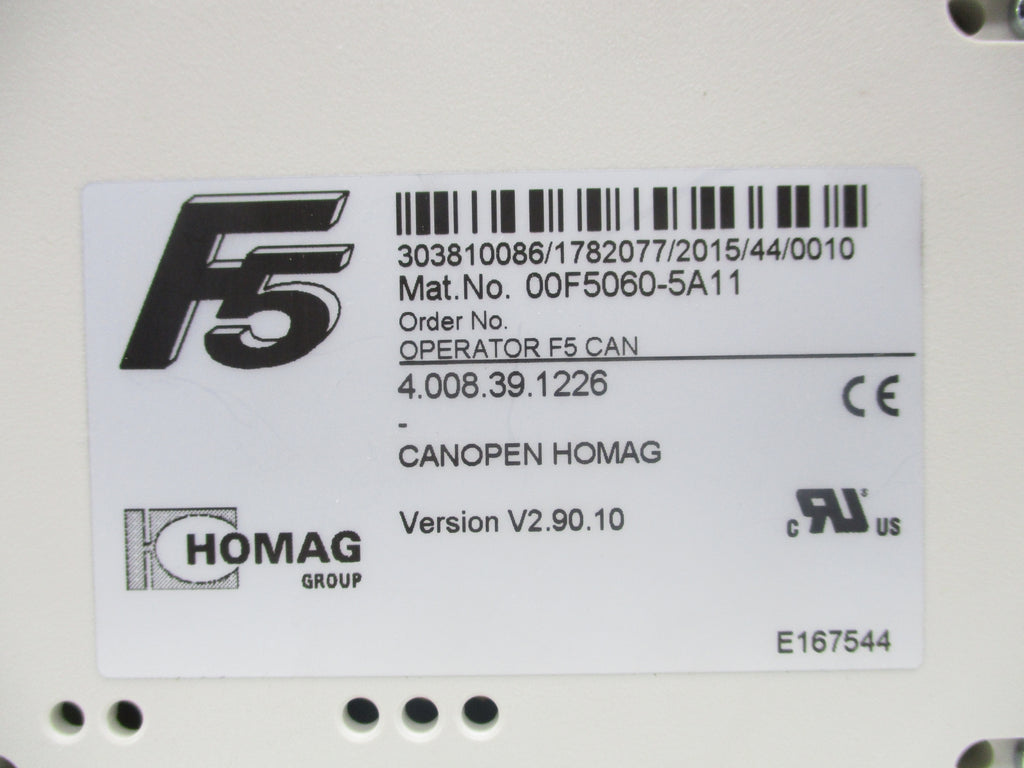 F5
303810086/1782077/2015/44/0010
Mat.No. 00F5060-5A11
Order No.
OPERATOR F5 CAN
4.008.39.1226
CE
-
CANOPEN HOMAG
Version V2.90.10
C RU US
HOMAG
GROUP
E167544